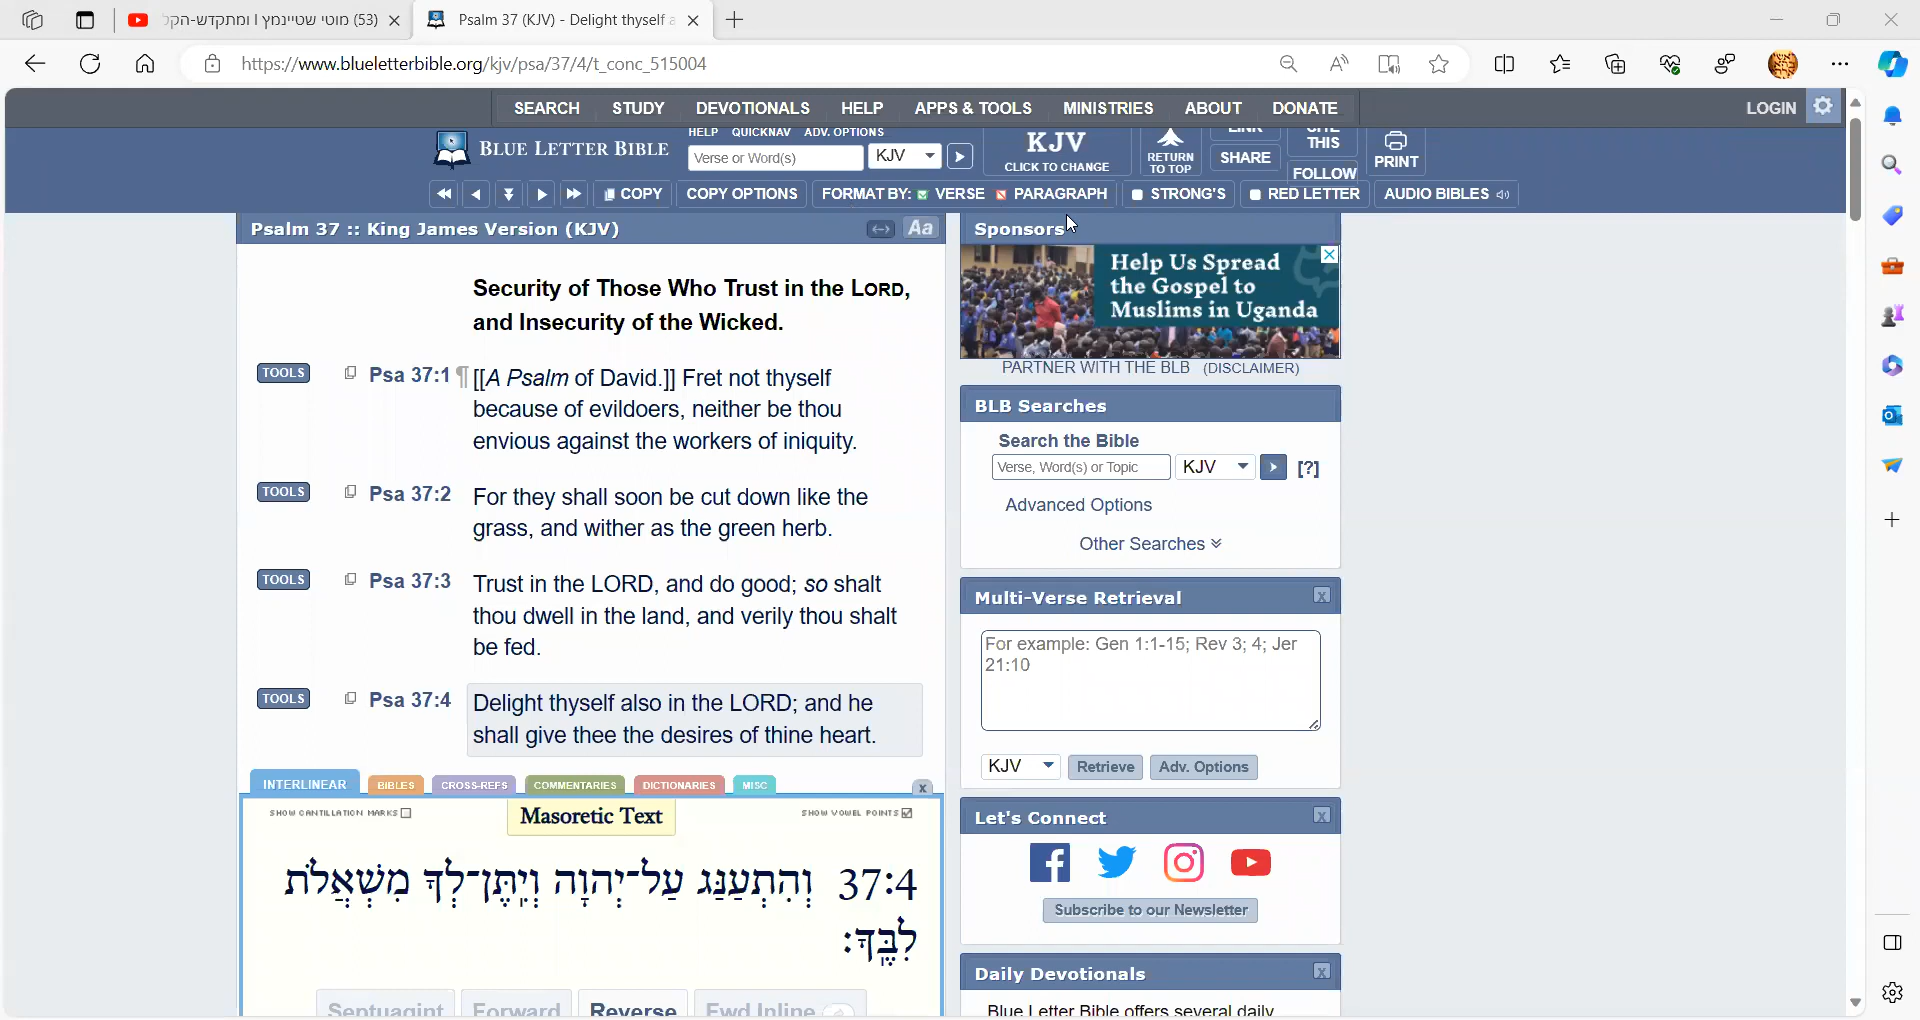 (53) מוטי שטיינמץ I ומתקדש-הקל
Psalm 37 (KJV) - Delight thyself a
https://www.blueletterbible.org/kjv/psa/37/4/t_conc_515004
SEARCH STUDY DEVOTIONALS HELP APPS & TOOLS MINISTRIES ABOUT DONATE LOGIN
HELP QUICKNAV ADV. OPTIONS
BLUE LETTER BIBLE
Verse or Word(s) KJV
KJV
CLICK TO CHANGE
RETURN
TO TOP
LINK
SHARE
CITE
THIS
FOLLOW
PRINT
COPY COPY OPTIONS FORMAT BY: VERSE PARAGRAPH STRONG'S RED LETTER AUDIO BIBLES
Psalm 37 :: King James Version (KJV) Aa
Security of Those Who Trust in the LORD,
and Insecurity of the Wicked.
TOOLS Psa 37:1 ¶ [[A Psalm of David.]] Fret not thyself
because of evildoers, neither be thou
envious against the workers of iniquity.
TOOLS Psa 37:2 For they shall soon be cut down like the
grass, and wither as the green herb.
TOOLS Psa 37:3 Trust in the LORD, and do good; so shalt
thou dwell in the land, and verily thou shalt
be fed.
TOOLS Psa 37:4 Delight thyself also in the LORD; and he
shall give thee the desires of thine heart.
INTERLINEAR BIBLES CROSS-REFS COMMENTARIES DICTIONARIES MISC x
SHOW CANTILLATION MARKS Masoretic Text SHOW VOWEL POINTS
37:4 וְהִתְעַנַּג עַל־יְהוָה וְיִֽתֶּן־לְךָ מִשְׁאֲלֹת
לִבֶּֽךָ׃
Septuagint Forward Reverse Fwd Inline
Sponsors
Help Us Spread
the Gospel to
Muslims in Uganda
PARTNER WITH THE BLB (DISCLAIMER)
BLB Searches
Search the Bible
Verse, Word(s) or Topic KJV [?]
Advanced Options
Other Searches
Multi-Verse Retrieval x
For example: Gen 1:1-15; Rev 3; 4; Jer
21:10
KJV Retrieve Adv. Options
Let's Connect x
Subscribe to our Newsletter
Daily Devotionals x
Blue Letter Bible offers several daily